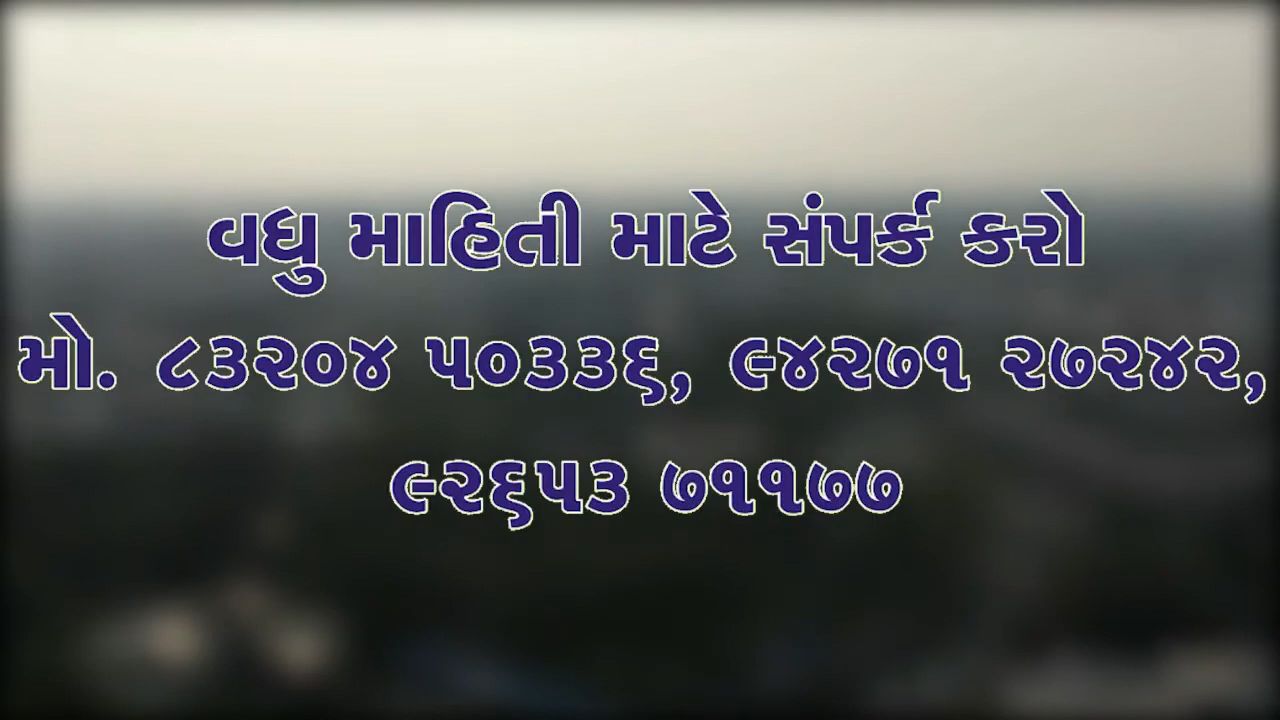 વધુ માહિતી માટે સંપર્ક કરો
મો. ૮૩૨૦૪ ૫૦૩૩૬, ૯૪૨૭૧ ૨૭૨૪૨,
૯૨૬૫૩ ૭૧૧૭૭